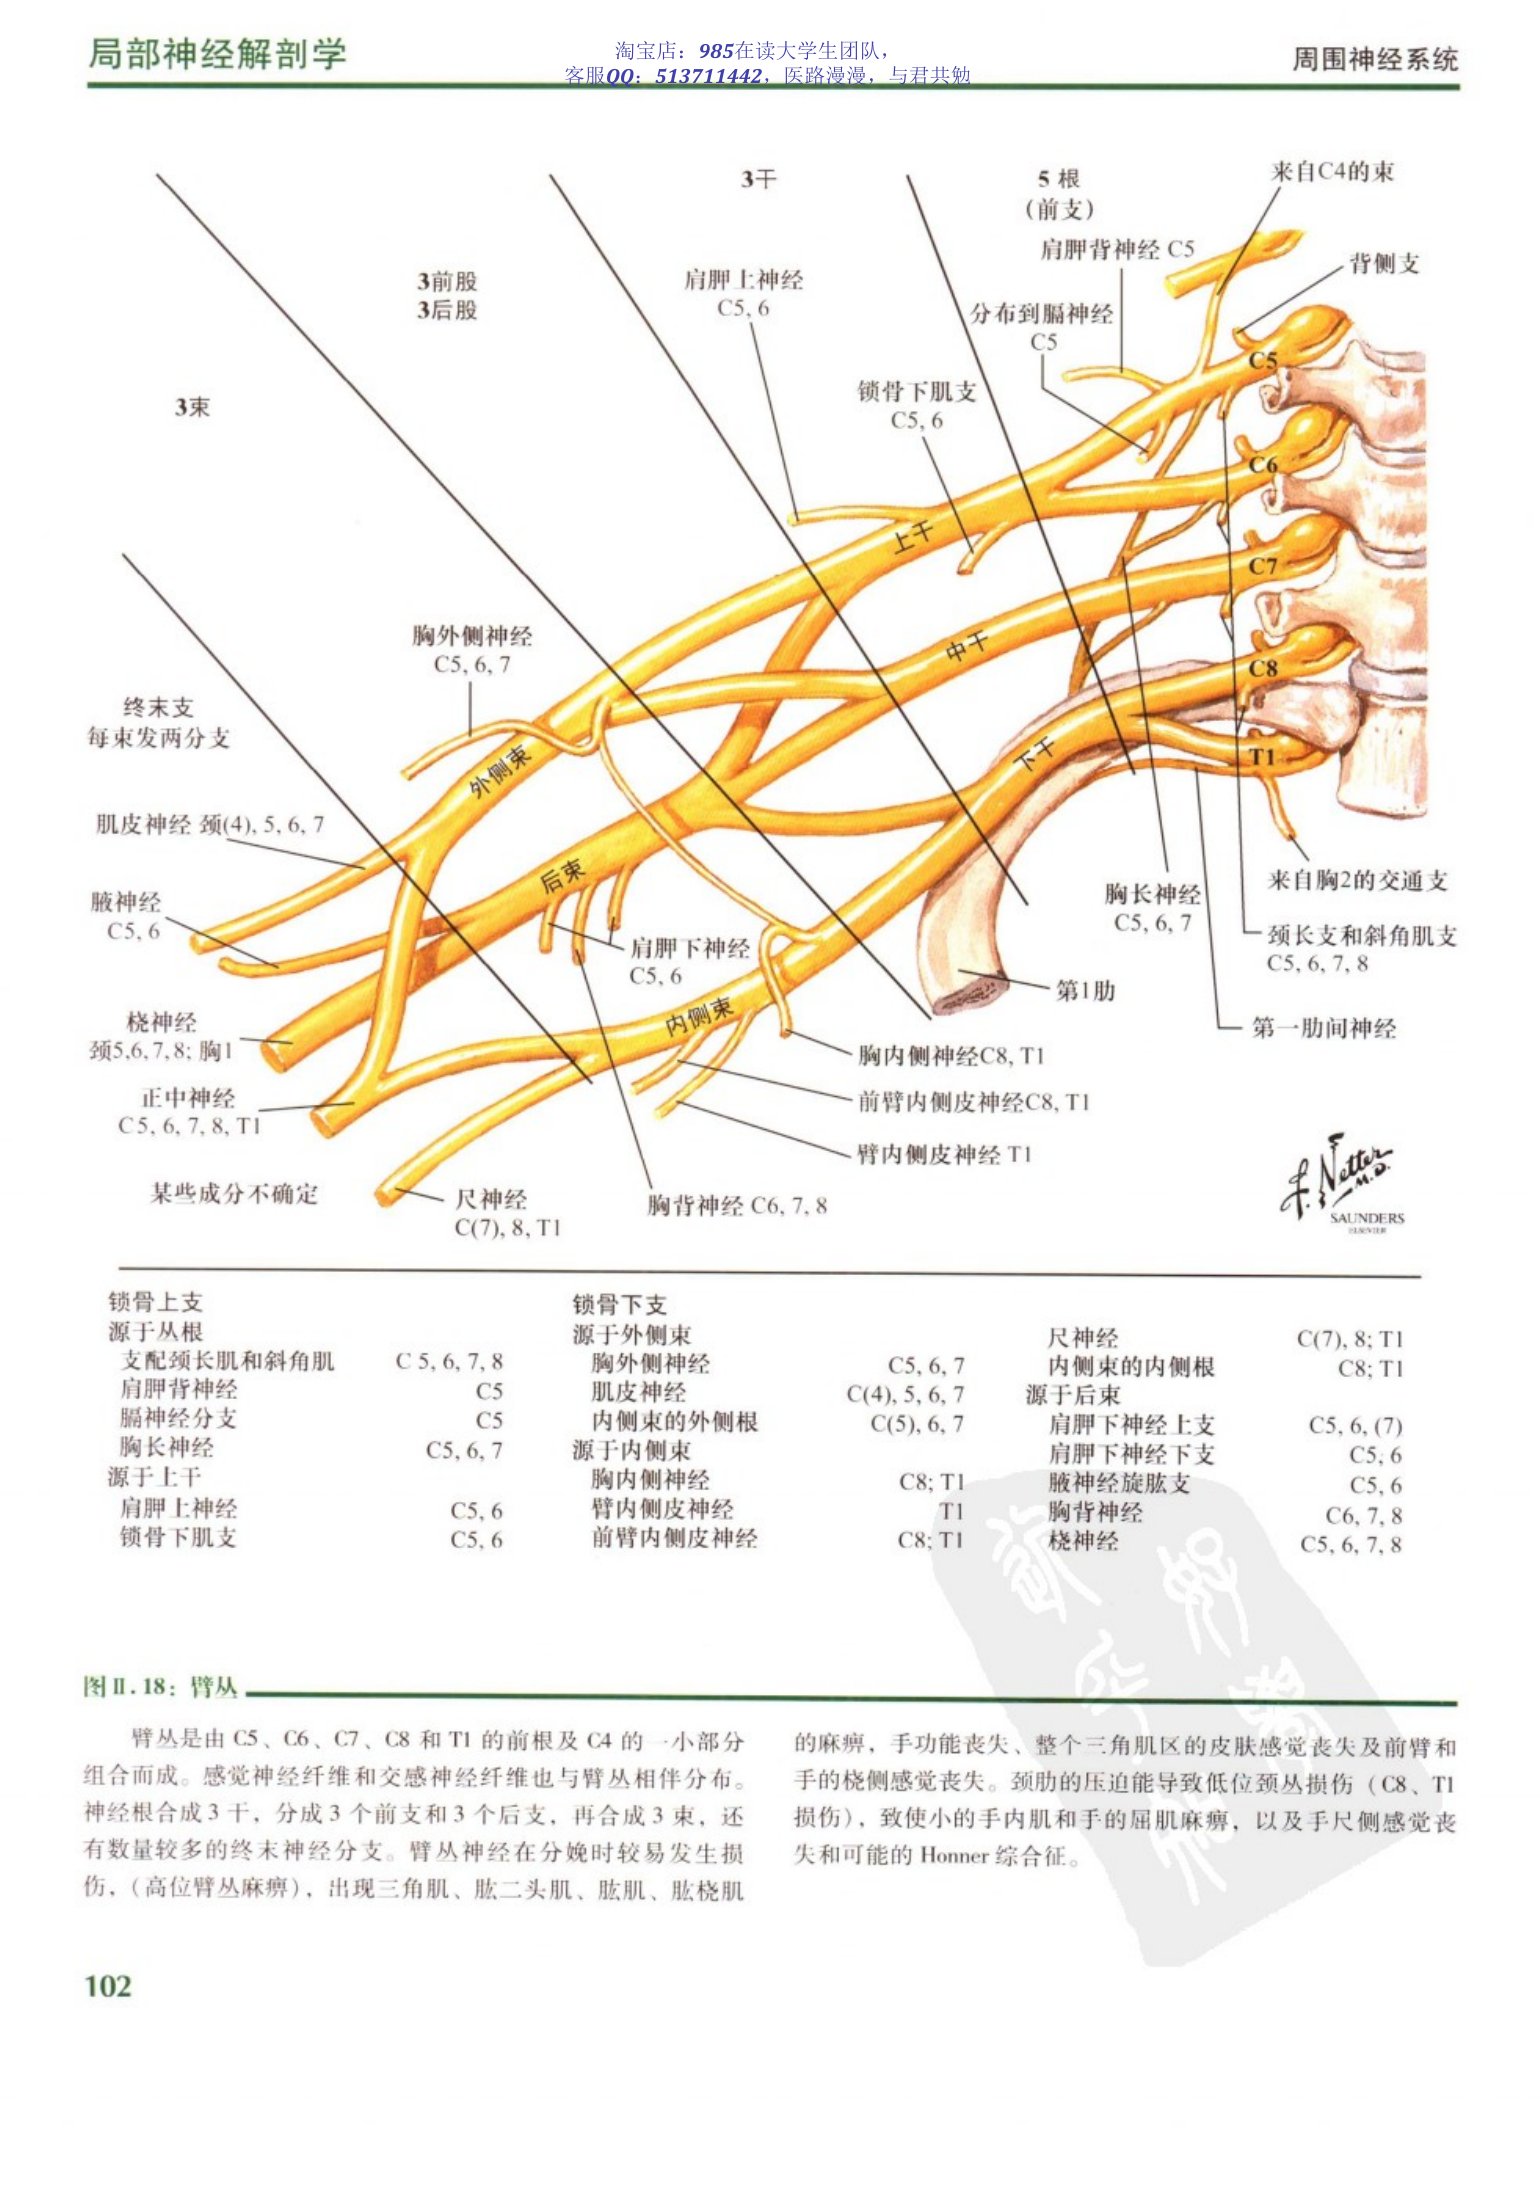 局部神经解剖学
淘宝店：985在读大学生团队，
客服QQ：513711442，医路漫漫，与君共勉
周围神经系统
3干
5 根
（前支）
来自C4的束
肩胛背神经 C5
背侧支
3前股
3后股
肩胛上神经
C5, 6
分布到膈神经
C5
锁骨下肌支
C5, 6
3束
C5
C6
C7
C8
T1
上干
中干
下干
胸外侧神经
C5, 6, 7
终末支
每束发两分支
外侧束
肌皮神经 颈(4), 5, 6, 7
后束
腋神经
C5, 6
肩胛下神经
C5, 6
胸长神经
C5, 6, 7
来自胸2的交通支
颈长支和斜角肌支
C5, 6, 7, 8
第1肋
第一肋间神经
内侧束
桡神经
颈5,6,7,8; 胸1
胸内侧神经C8, T1
正中神经
C5, 6, 7, 8, T1
前臂内侧皮神经C8, T1
臂内侧皮神经 T1
某些成分不确定
尺神经
C(7), 8, T1
胸背神经 C6, 7, 8
F. Netter
M.D.
SAUNDERS
ELSEVIER
锁骨上支
源于丛根
支配颈长肌和斜角肌 C 5, 6, 7, 8
肩胛背神经 C5
膈神经分支 C5
胸长神经 C5, 6, 7
源于上干
肩胛上神经 C5, 6
锁骨下肌支 C5, 6
锁骨下支
源于外侧束
胸外侧神经 C5, 6, 7
肌皮神经 C(4), 5, 6, 7
内侧束的外侧根 C(5), 6, 7
源于内侧束
胸内侧神经 C8; T1
臂内侧皮神经 T1
前臂内侧皮神经 C8; T1
尺神经 C(7), 8; T1
内侧束的内侧根 C8; T1
源于后束
肩胛下神经上支 C5, 6, (7)
肩胛下神经下支 C5; 6
腋神经旋肱支 C5, 6
胸背神经 C6, 7, 8
桡神经 C5, 6, 7, 8
图 II. 18：臂丛
臂丛是由 C5、C6、C7、C8 和 T1 的前根及 C4 的一小部分
组合而成。感觉神经纤维和交感神经纤维也与臂丛相伴分布。
神经根合成 3 干，分成 3 个前支和 3 个后支，再合成 3 束，还
有数量较多的终末神经分支。臂丛神经在分娩时较易发生损
伤，（高位臂丛麻痹），出现三角肌、肱二头肌、肱肌、肱桡肌
的麻痹，手功能丧失、整个三角肌区的皮肤感觉丧失及前臂和
手的桡侧感觉丧失。颈肋的压迫能导致低位颈丛损伤（C8、T1
损伤），致使小的手内肌和手的屈肌麻痹，以及手尺侧感觉丧
失和可能的 Honner 综合征。
102